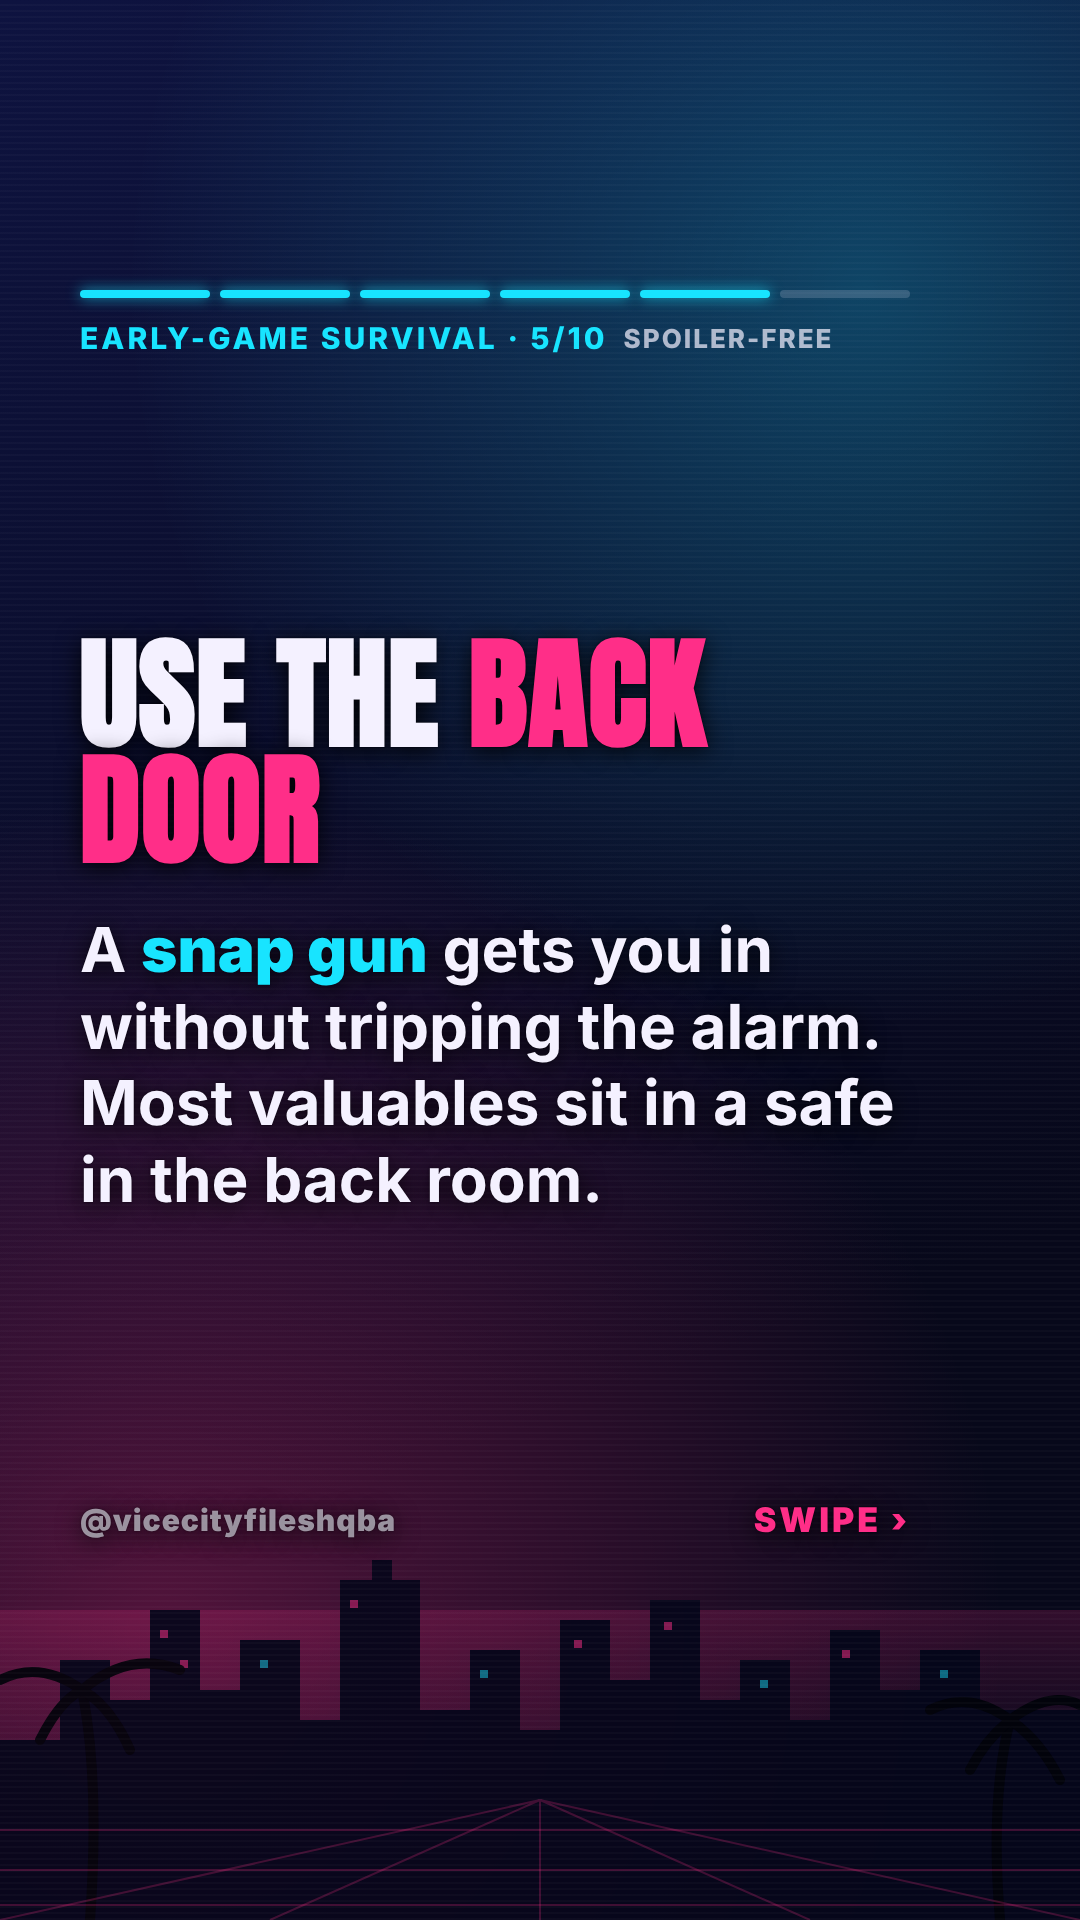 EARLY-GAME SURVIVAL · 5/10 SPOILER-FREE
USE THE BACK
DOOR
A snap gun gets you in
without tripping the alarm.
Most valuables sit in a safe
in the back room.
@vicecityfileshqba
SWIPE ›